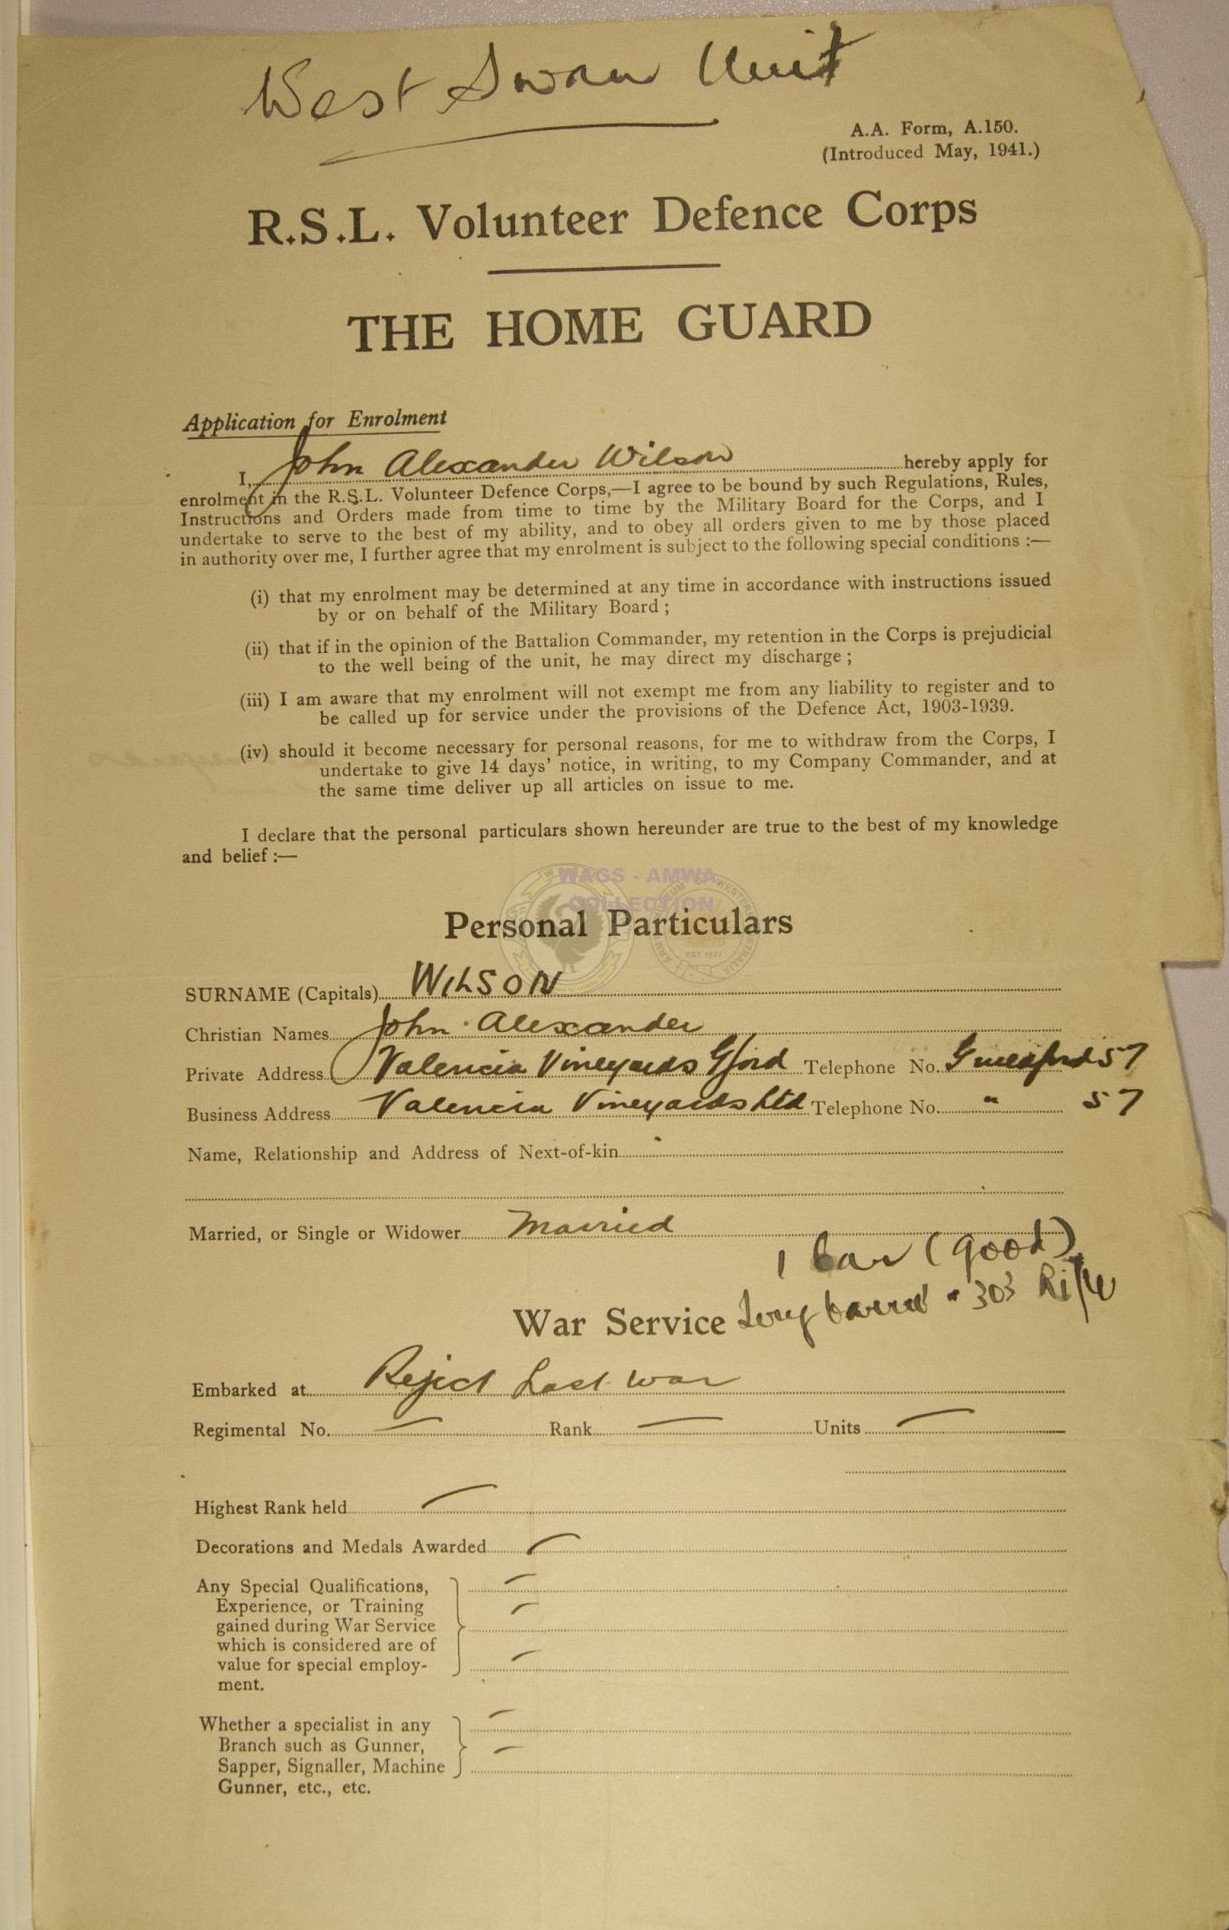 West Swan Unit
A.A. Form, A.150.
(Introduced May, 1941.)
R.S.L. Volunteer Defence Corps
THE HOME GUARD
Application for Enrolment
I, John Alexander Wilson hereby apply for
enrolment in the R.S.L. Volunteer Defence Corps,—I agree to be bound by such Regulations, Rules,
Instructions and Orders made from time to time by the Military Board for the Corps, and I
undertake to serve to the best of my ability, and to obey all orders given to me by those placed
in authority over me, I further agree that my enrolment is subject to the following special conditions :—
(i) that my enrolment may be determined at any time in accordance with instructions issued
by or on behalf of the Military Board ;
(ii) that if in the opinion of the Battalion Commander, my retention in the Corps is prejudicial
to the well being of the unit, he may direct my discharge ;
(iii) I am aware that my enrolment will not exempt me from any liability to register and to
be called up for service under the provisions of the Defence Act, 1903-1939.
(iv) should it become necessary for personal reasons, for me to withdraw from the Corps, I
undertake to give 14 days' notice, in writing, to my Company Commander, and at
the same time deliver up all articles on issue to me.
I declare that the personal particulars shown hereunder are true to the best of my knowledge
and belief :—
WAGS - AMWA
COLLECTION
Personal Particulars
SURNAME (Capitals) WILSON
Christian Names John Alexander
Private Address Valencia Vineyards Gford Telephone No. Guildford 57
Business Address Valencia Vineyards Ltd Telephone No. " 57
Name, Relationship and Address of Next-of-kin
Married, or Single or Widower Married
1 Car (good)
War Service Long barrel .303 Rifle
Embarked at Reject Last war
Regimental No. — Rank — Units —
Highest Rank held —
Decorations and Medals Awarded —
Any Special Qualifications, —
Experience, or Training —
gained during War Service
which is considered are of —
value for special employ-
ment.
Whether a specialist in any —
Branch such as Gunner, —
Sapper, Signaller, Machine
Gunner, etc., etc.